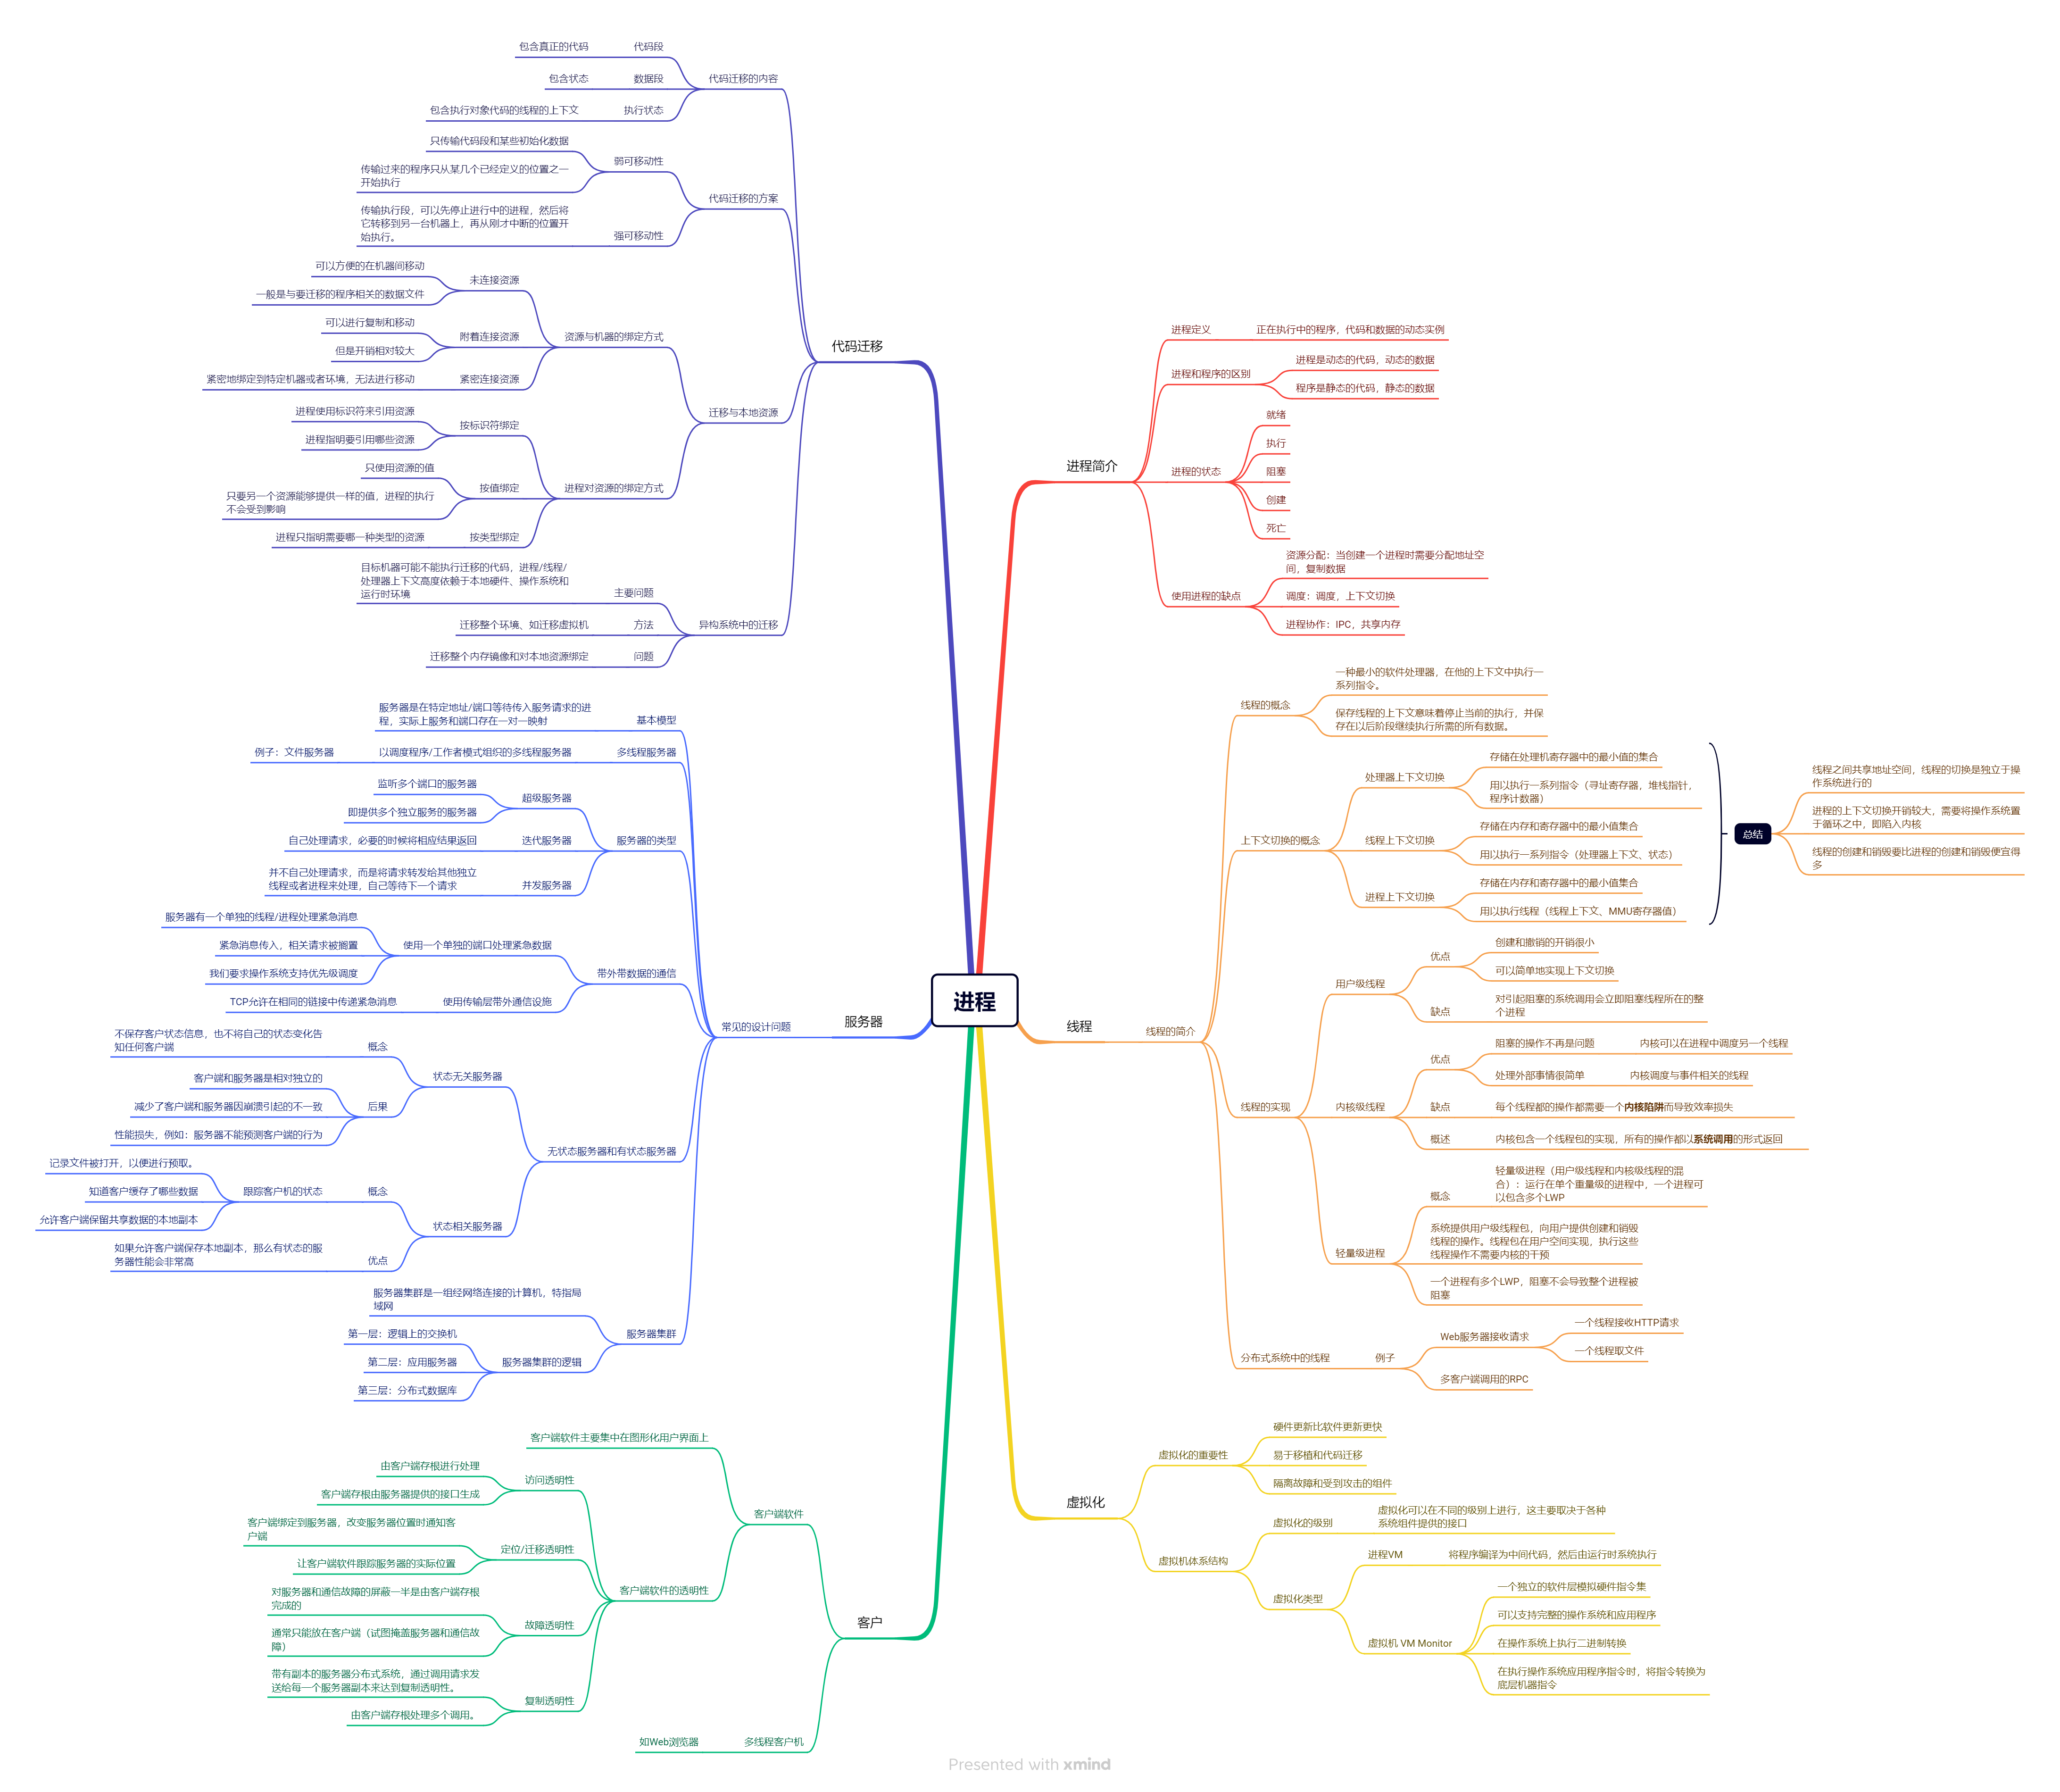 进程
进程简介
进程定义
正在执行中的程序，代码和数据的动态实例
进程和程序的区别
进程是动态的代码，动态的数据
程序是静态的代码，静态的数据
进程的状态
就绪
执行
阻塞
创建
死亡
使用进程的缺点
资源分配：当创建一个进程时需要分配地址空
间，复制数据
调度：调度，上下文切换
进程协作：IPC，共享内存
线程
线程的简介
线程的概念
一种最小的软件处理器，在他的上下文中执行一
系列指令。
保存线程的上下文意味着停止当前的执行，并保
存在以后阶段继续执行所需的所有数据。
上下文切换的概念
处理器上下文切换
存储在处理机寄存器中的最小值的集合
用以执行一系列指令（寻址寄存器，堆栈指针，
程序计数器）
线程上下文切换
存储在内存和寄存器中的最小值集合
用以执行一系列指令（处理器上下文、状态）
进程上下文切换
存储在内存和寄存器中的最小值集合
用以执行线程（线程上下文、MMU寄存器值）
总结
线程之间共享地址空间，线程的切换是独立于操
作系统进行的
进程的上下文切换开销较大，需要将操作系统置
于循环之中，即陷入内核
线程的创建和销毁要比进程的创建和销毁便宜得
多
线程的实现
用户级线程
优点
创建和撤销的开销很小
可以简单地实现上下文切换
缺点
对引起阻塞的系统调用会立即阻塞线程所在的整
个进程
内核级线程
优点
阻塞的操作不再是问题
内核可以在进程中调度另一个线程
处理外部事情很简单
内核调度与事件相关的线程
缺点
每个线程都的操作都需要一个内核陷阱而导致效率损失
概述
内核包含一个线程包的实现，所有的操作都以系统调用的形式返回
轻量级进程
概念
轻量级进程（用户级线程和内核级线程的混
合）：运行在单个重量级的进程中，一个进程可
以包含多个LWP
系统提供用户级线程包，向用户提供创建和销毁
线程的操作。线程包在用户空间实现，执行这些
线程操作不需要内核的干预
一个进程有多个LWP，阻塞不会导致整个进程被
阻塞
分布式系统中的线程
例子
Web服务器接收请求
一个线程接收HTTP请求
一个线程取文件
多客户端调用的RPC
虚拟化
虚拟化的重要性
硬件更新比软件更新更快
易于移植和代码迁移
隔离故障和受到攻击的组件
虚拟机体系结构
虚拟化的级别
虚拟化可以在不同的级别上进行，这主要取决于各种
系统组件提供的接口
虚拟化类型
进程VM
将程序编译为中间代码，然后由运行时系统执行
虚拟机 VM Monitor
一个独立的软件层模拟硬件指令集
可以支持完整的操作系统和应用程序
在操作系统上执行二进制转换
在执行操作系统应用程序指令时，将指令转换为
底层机器指令
代码迁移
代码迁移的内容
代码段
包含真正的代码
数据段
包含状态
执行状态
包含执行对象代码的线程的上下文
代码迁移的方案
弱可移动性
只传输代码段和某些初始化数据
传输过来的程序只从某几个已经定义的位置之一
开始执行
强可移动性
传输执行段，可以先停止进行中的进程，然后将
它转移到另一台机器上，再从刚才中断的位置开
始执行。
迁移与本地资源
资源与机器的绑定方式
未连接资源
可以方便的在机器间移动
一般是与要迁移的程序相关的数据文件
附着连接资源
可以进行复制和移动
但是开销相对较大
紧密连接资源
紧密地绑定到特定机器或者环境，无法进行移动
进程对资源的绑定方式
按标识符绑定
进程使用标识符来引用资源
进程指明要引用哪些资源
按值绑定
只使用资源的值
只要另一个资源能够提供一样的值，进程的执行
不会受到影响
按类型绑定
进程只指明需要哪一种类型的资源
异构系统中的迁移
主要问题
目标机器可能不能执行迁移的代码，进程/线程/
处理器上下文高度依赖于本地硬件、操作系统和
运行时环境
方法
迁移整个环境、如迁移虚拟机
问题
迁移整个内存镜像和对本地资源绑定
服务器
常见的设计问题
基本模型
服务器是在特定地址/端口等待传入服务请求的进
程，实际上服务和端口存在一对一映射
多线程服务器
以调度程序/工作者模式组织的多线程服务器
例子：文件服务器
服务器的类型
超级服务器
监听多个端口的服务器
即提供多个独立服务的服务器
迭代服务器
自己处理请求，必要的时候将相应结果返回
并发服务器
并不自己处理请求，而是将请求转发给其他独立
线程或者进程来处理，自己等待下一个请求
带外带数据的通信
使用一个单独的端口处理紧急数据
服务器有一个单独的线程/进程处理紧急消息
紧急消息传入，相关请求被搁置
我们要求操作系统支持优先级调度
使用传输层带外通信设施
TCP允许在相同的链接中传递紧急消息
无状态服务器和有状态服务器
状态无关服务器
概念
不保存客户状态信息，也不将自己的状态变化告
知任何客户端
后果
客户端和服务器是相对独立的
减少了客户端和服务器因崩溃引起的不一致
性能损失，例如：服务器不能预测客户端的行为
状态相关服务器
概念
跟踪客户机的状态
记录文件被打开，以便进行预取。
知道客户缓存了哪些数据
允许客户端保留共享数据的本地副本
优点
如果允许客户端保存本地副本，那么有状态的服
务器性能会非常高
服务器集群
服务器集群是一组经网络连接的计算机，特指局
域网
服务器集群的逻辑
第一层：逻辑上的交换机
第二层：应用服务器
第三层：分布式数据库
客户
客户端软件
客户端软件主要集中在图形化用户界面上
客户端软件的透明性
访问透明性
由客户端存根进行处理
客户端存根由服务器提供的接口生成
定位/迁移透明性
客户端绑定到服务器，改变服务器位置时通知客
户端
让客户端软件跟踪服务器的实际位置
故障透明性
对服务器和通信故障的屏蔽一半是由客户端存根
完成的
通常只能放在客户端（试图掩盖服务器和通信故
障）
复制透明性
带有副本的服务器分布式系统，通过调用请求发
送给每一个服务器副本来达到复制透明性。
由客户端存根处理多个调用。
多线程客户机
如Web浏览器
Presented with xmind